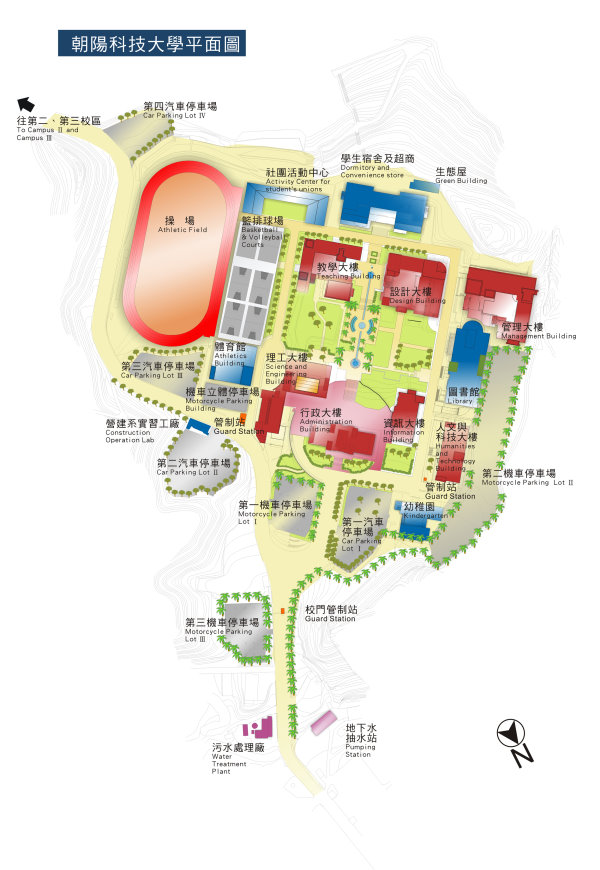 朝陽科技大學平面圖
第四汽車停車場
Car Parking Lot Ⅳ
往第二、第三校區
To Campus Ⅱ and
Campus Ⅲ
學生宿舍及超商
Dormitory and
Convenience store
社團活動中心
Activity Center for
student's unions
生態屋
Green Building
操 場
Athletic Field
籃排球場
Basketball
& Volleyball
Courts
教學大樓
Teaching Building
設計大樓
Design Building
管理大樓
Management Building
體育館
Athletics
Building
理工大樓
Science and
Engineering
Building
第三汽車停車場
Car Parking Lot Ⅲ
機車立體停車場
Motorcycle Parking
Building
圖書館
Library
行政大樓
Administration
Building
資訊大樓
Information
Building
人文與
科技大樓
Humanities
and
Technology
Building
營建系實習工廠
Construction
Operation Lab
管制站
Guard Station
第二汽車停車場
Car Parking Lot Ⅱ
第二機車停車場
Motorcycle Parking Lot Ⅱ
管制站
Guard Station
第一機車停車場
Motorcycle Parking
Lot Ⅰ
第一汽車
停車場
Car Parking
Lot Ⅰ
幼稚園
Kindergarten
校門管制站
Guard Station
第三機車停車場
Motorcycle Parking
Lot Ⅲ
地下水
抽水站
Pumping
Station
污水處理廠
Water
Treatment
Plant
N